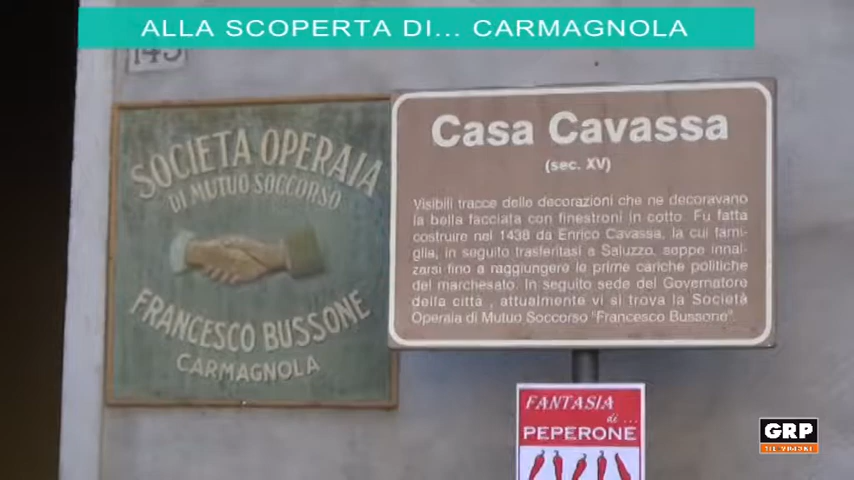 ALLA SCOPERTA DI... CARMAGNOLA
145
SOCIETÀ OPERAIA
DI MUTUO SOCCORSO
FRANCESCO BUSSONE
CARMAGNOLA
Casa Cavassa
(sec. XV)
Visibili tracce delle decorazioni che ne decoravano
la bella facciata con finestroni in cotto. Fu fatta
costruire nel 1438 da Enrico Cavassa, la cui fami-
glia, in seguito trasferitasi a Saluzzo, seppe innal-
zarsi fino a raggiungere le prime cariche politiche
del marchesato. In seguito sede del Governatore
della città , attualmente vi si trova la Società
Operaia di Mutuo Soccorso "Francesco Bussone".
FANTASIA
di ...
PEPERONE
GRP
TELEVISIONE